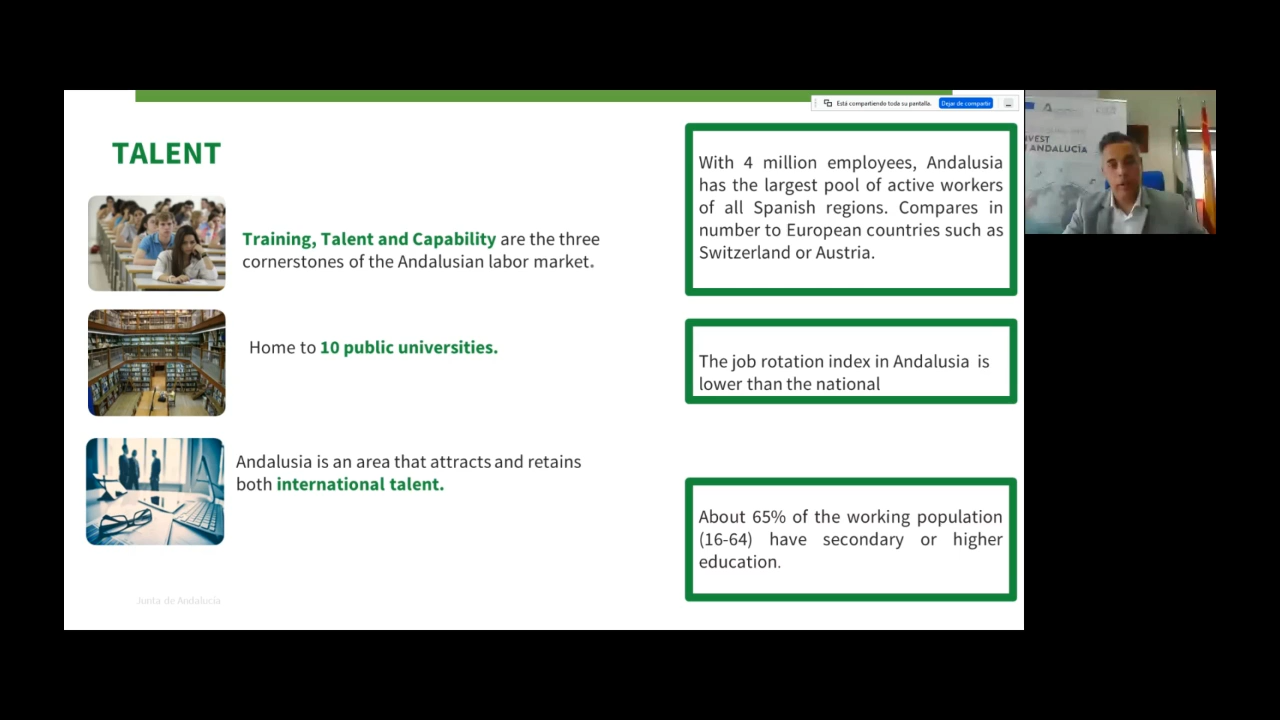 Está compartiendo toda su pantalla. Dejar de compartir
TALENT
Training, Talent and Capability are the three
cornerstones of the Andalusian labor market.
Home to 10 public universities.
Andalusia is an area that attracts and retains
both international talent.
Junta de Andalucía
With 4 million employees, Andalusia
has the largest pool of active workers
of all Spanish regions. Compares in
number to European countries such as
Switzerland or Austria.
The job rotation index in Andalusia is
lower than the national
About 65% of the working population
(16-64) have secondary or higher
education.
ANDALUCÍA